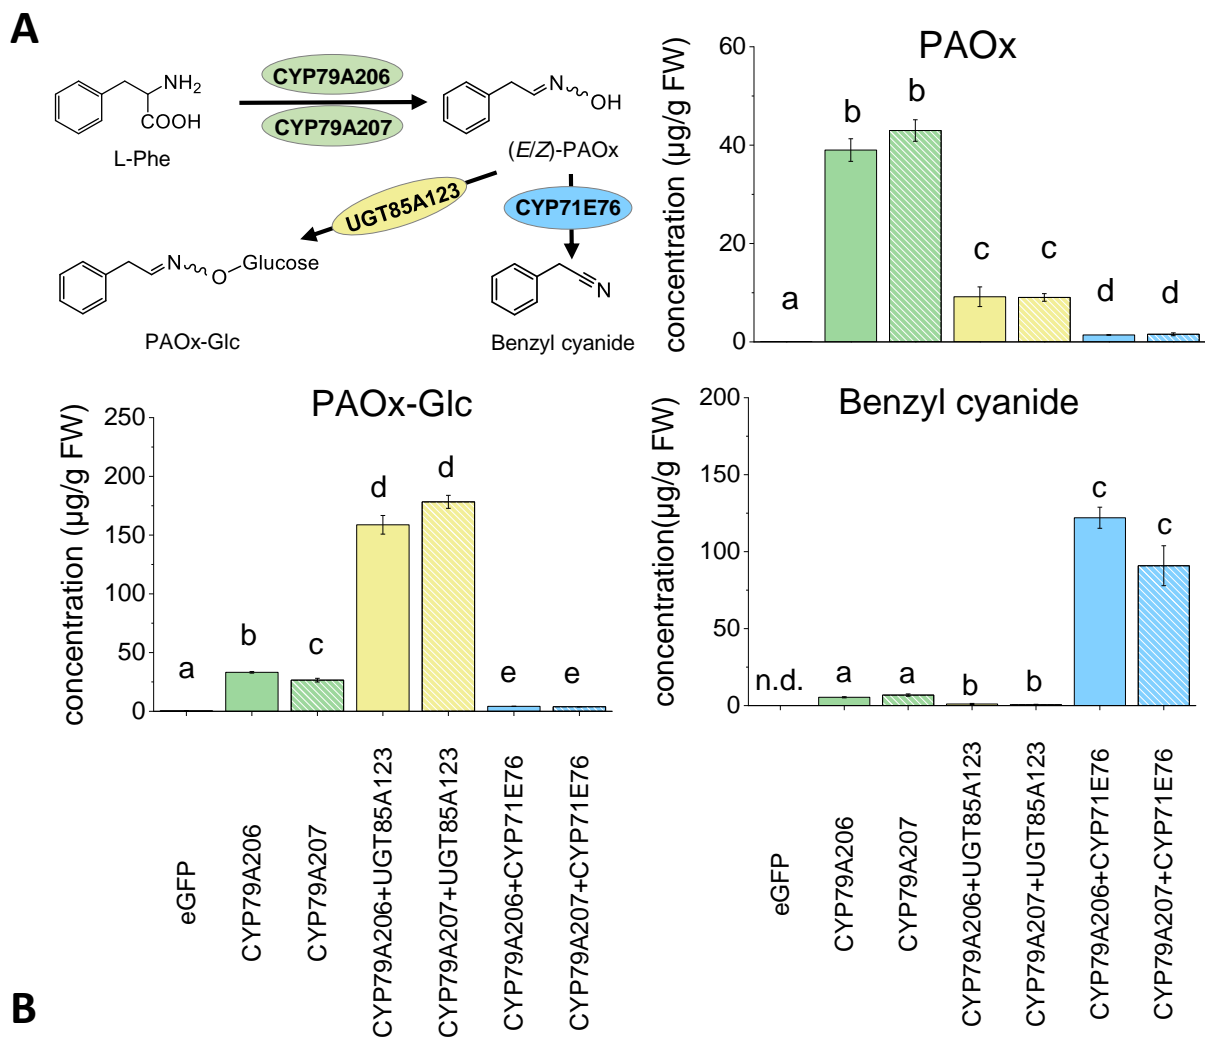 A
NH2
COOH
L-Phe
CYP79A206
CYP79A207
N
OH
(E/Z)-PAOx
UGT85A123
CYP71E76
N
O
Glucose
PAOx-Glc
N
Benzyl cyanide
PAOx
concentration (µg/g FW)
60
40
20
0
a
b
b
c
c
d
d
PAOx-Glc
concentration (µg/g FW)
250
200
150
100
50
0
a
b
c
d
d
e
e
eGFP
CYP79A206
CYP79A207
CYP79A206+UGT85A123
CYP79A207+UGT85A123
CYP79A206+CYP71E76
CYP79A207+CYP71E76
Benzyl cyanide
concentration(µg/g FW)
200
150
100
50
0
n.d.
a
a
b
b
c
c
eGFP
CYP79A206
CYP79A207
CYP79A206+UGT85A123
CYP79A207+UGT85A123
CYP79A206+CYP71E76
CYP79A207+CYP71E76
B